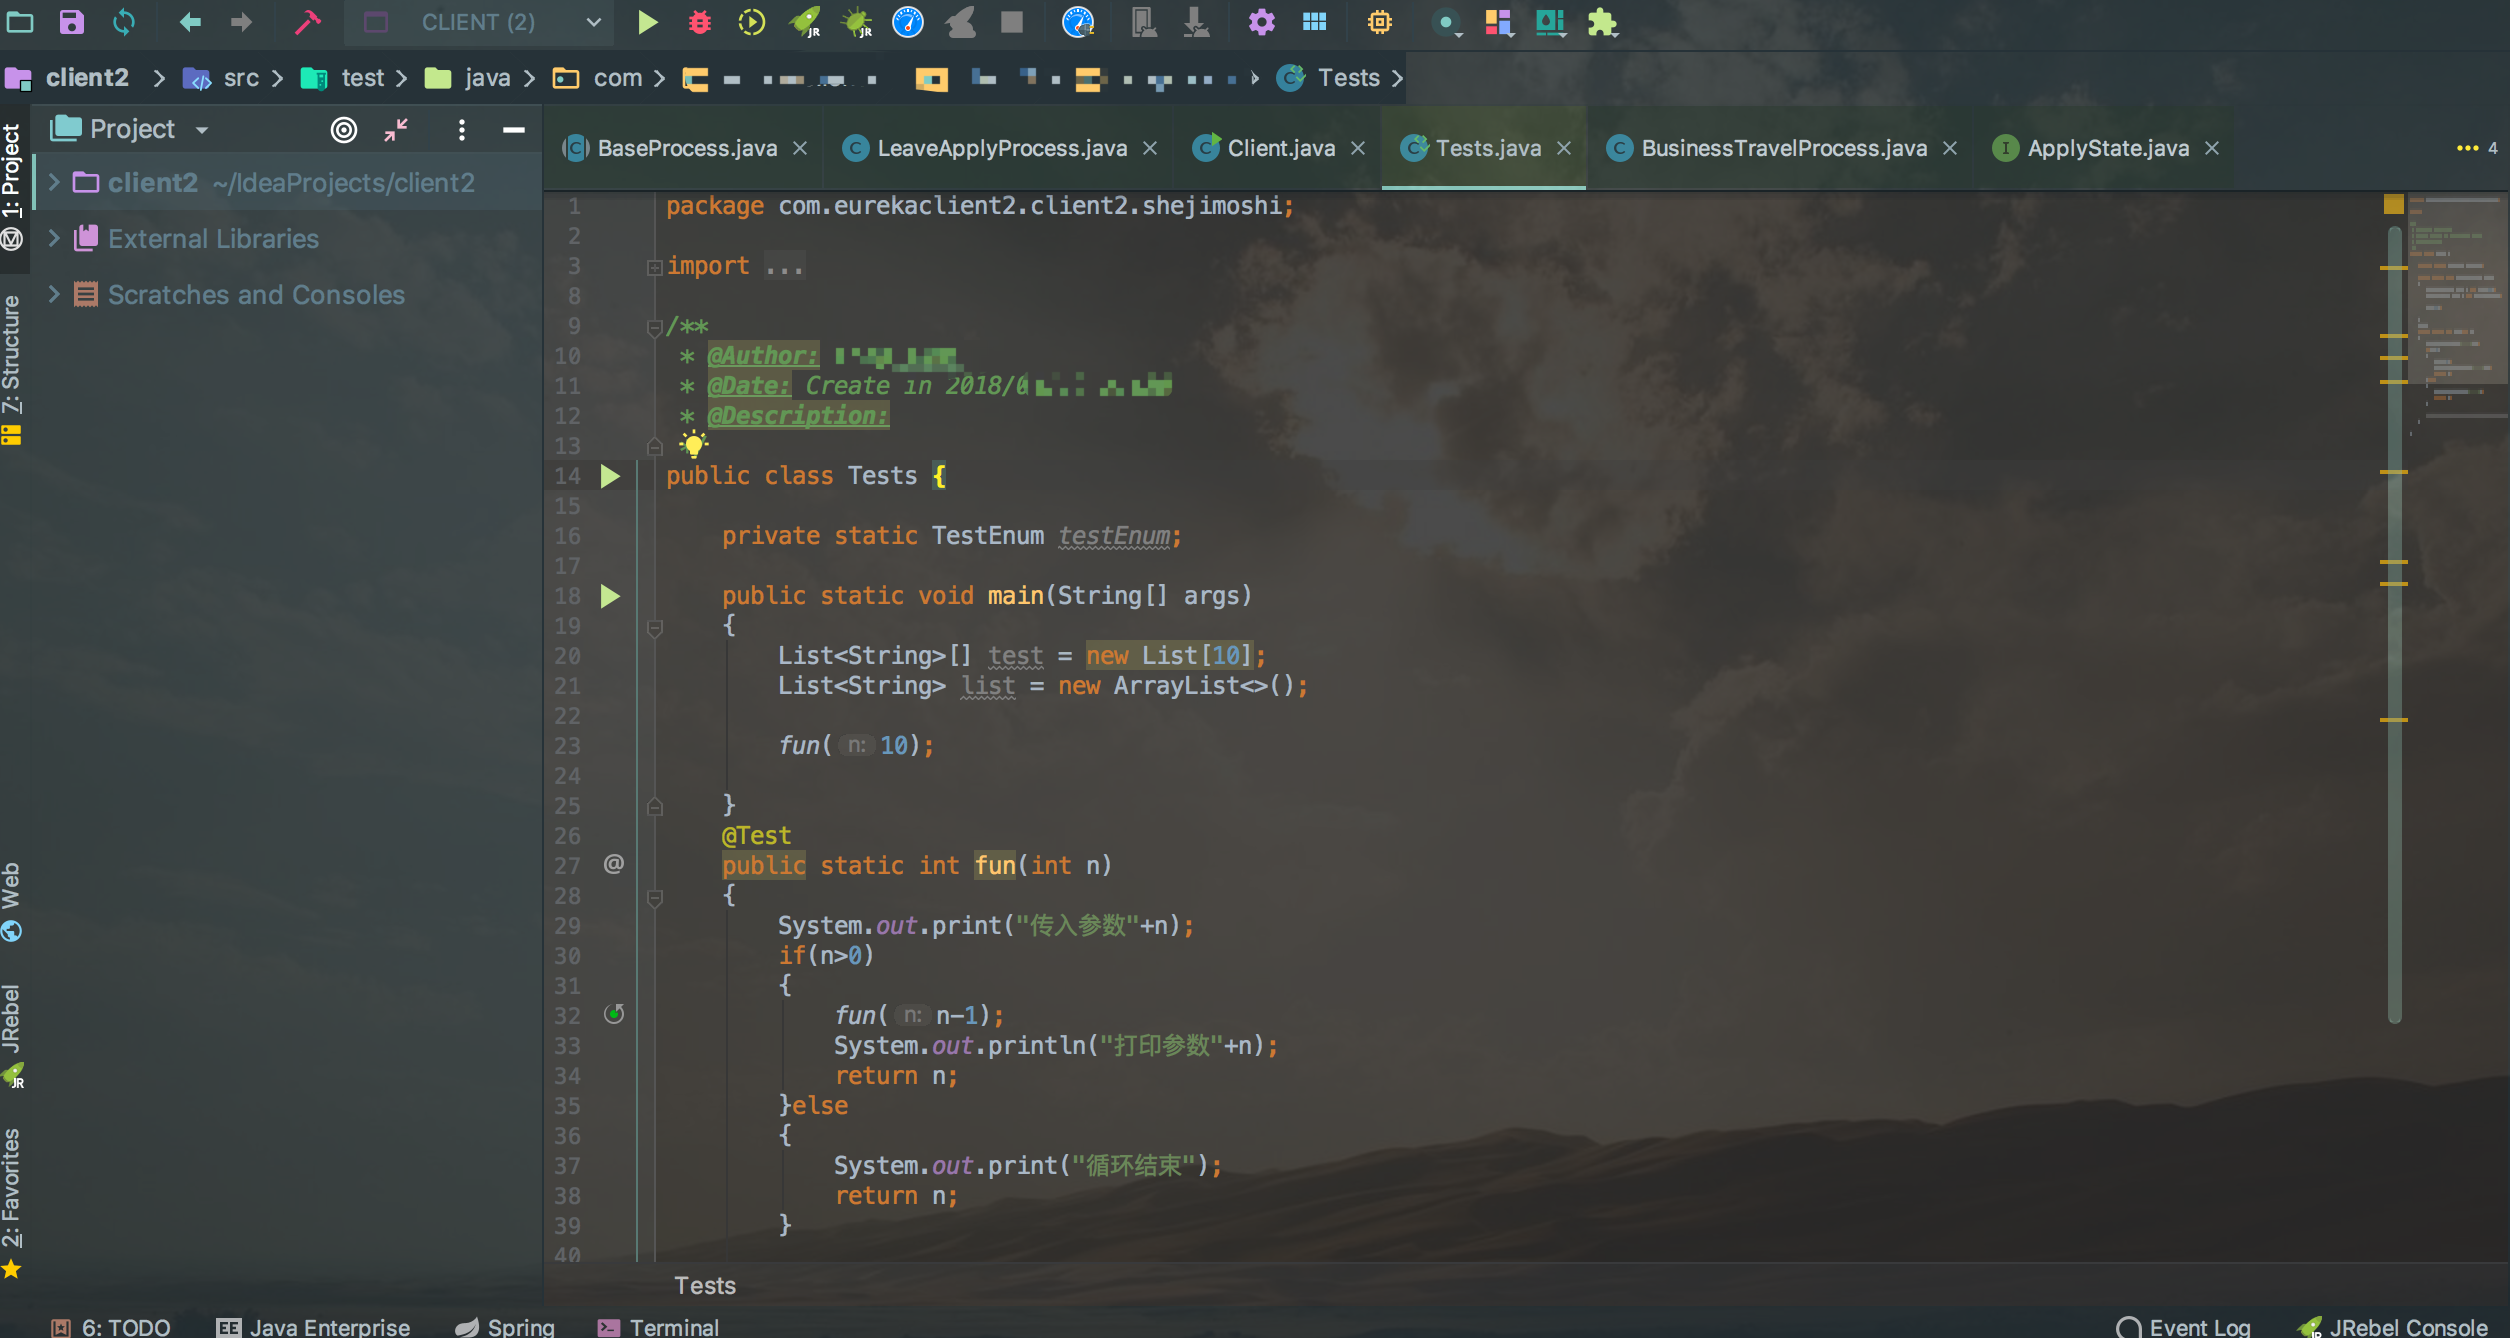 CLIENT (2)
client2 src test java com Tests
Project
BaseProcess.java LeaveApplyProcess.java Client.java Tests.java BusinessTravelProcess.java ApplyState.java 4
client2 ~/IdeaProjects/client2
External Libraries
Scratches and Consoles
1: Project
7: Structure
Web
JRebel
2: Favorites
1 package com.eurekaclient2.client2.shejimoshi;
2
3 import ...
8
9 /**
10 * @Author:
11 * @Date: Create in 2018/
12 * @Description:
13
14 public class Tests {
15
16 private static TestEnum testEnum;
17
18 public static void main(String[] args)
19 {
20 List<String>[] test = new List[10];
21 List<String> list = new ArrayList<>();
22
23 fun( n: 10);
24
25 }
26 @Test
27 public static int fun(int n)
28 {
29 System.out.print("传入参数"+n);
30 if(n>0)
31 {
32 fun( n: n-1);
33 System.out.println("打印参数"+n);
34 return n;
35 }else
36 {
37 System.out.print("循环结束");
38 return n;
39 }
40
Tests
6: TODO Java Enterprise Spring Terminal Event Log JRebel Console